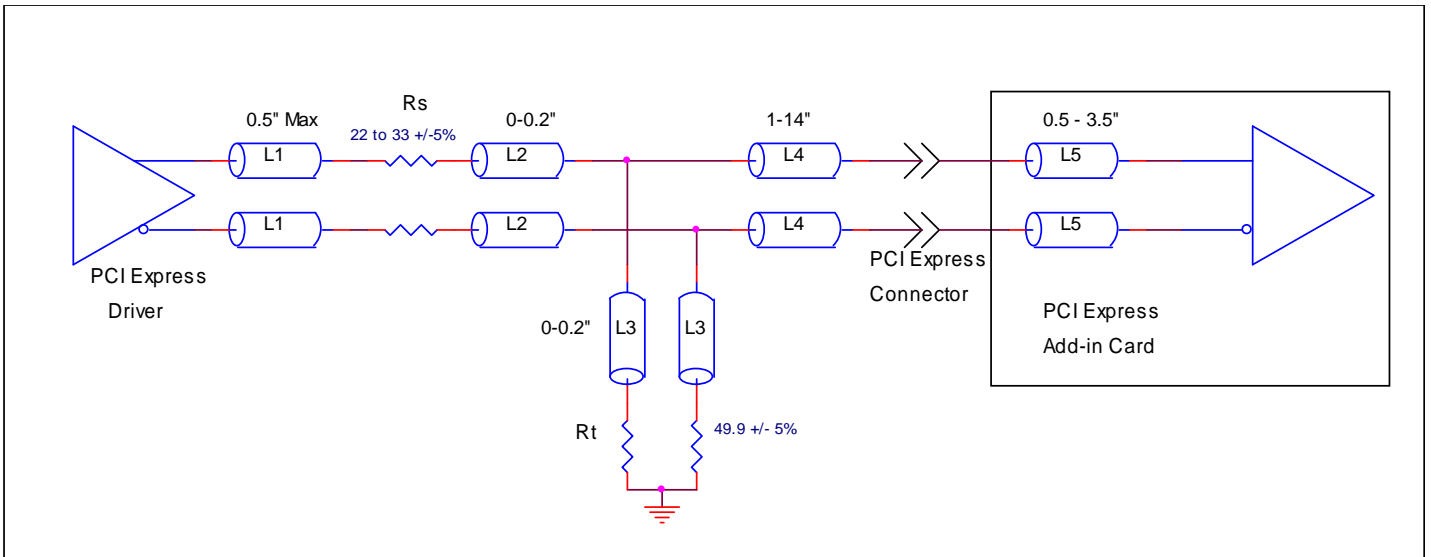 Rs
0.5" Max
22 to 33 +/-5%
0-0.2"
1-14"
0.5 - 3.5"
L1
L2
L4
L5
L1
L2
L4
L5
PCI Express
Driver
PCI Express
Connector
0-0.2"
L3
L3
PCI Express
Add-in Card
Rt
49.9 +/- 5%